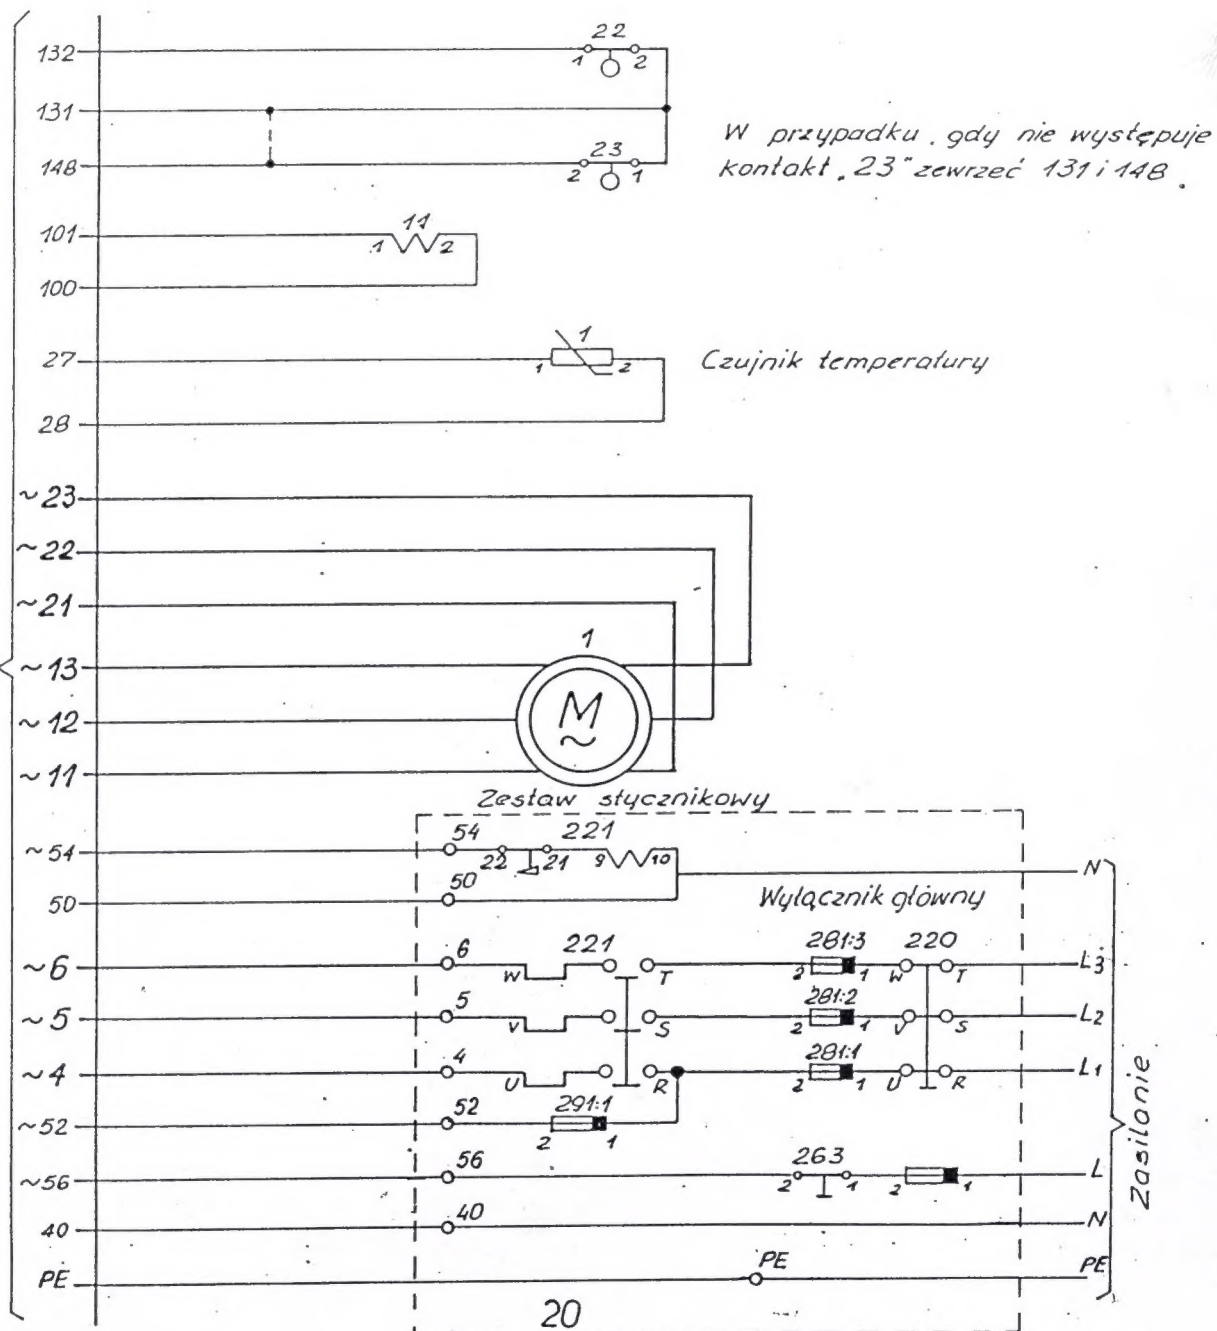 22
132
1 2
131
W przypadku, gdy nie występuje
kontakt „23" zewrzeć 131 i 148.
23
148
2 1
11
101
1 2
100
1
27
1 2
Czujnik temperatury
28
~23
~22
~21
1
~13
M
~
~12
~11
Zestaw stycznikowy
54 221
~54
22 21 9 10
N
50
50
Wyłącznik główny
6 221 281:3 220
~6
W T 2 1 W T
L3
5 281:2
~5
V S 2 1 V S
L2
4 281:1
~4
U R 2 1 U R
L1
52 291:1
~52
2 1
56 263
~56
2 1 2 1
L
40
40
N
PE
PE
PE
Zasilanie
20